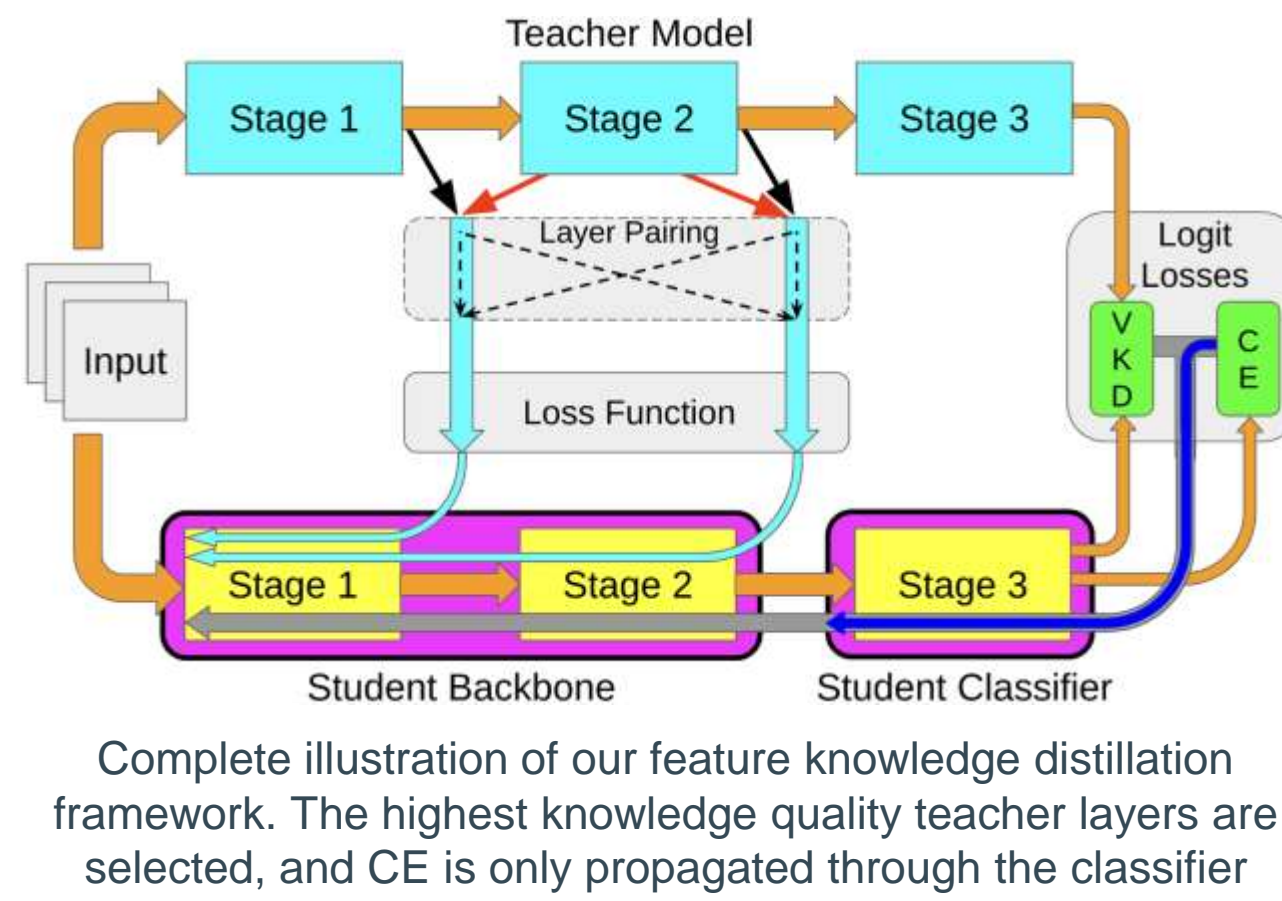 Teacher Model
Stage 1
Stage 2
Stage 3
Layer Pairing
Logit
Losses
V
K
D
C
E
Input
Loss Function
Stage 1
Stage 2
Stage 3
Student Backbone
Student Classifier
Complete illustration of our feature knowledge distillation
framework. The highest knowledge quality teacher layers are
selected, and CE is only propagated through the classifier